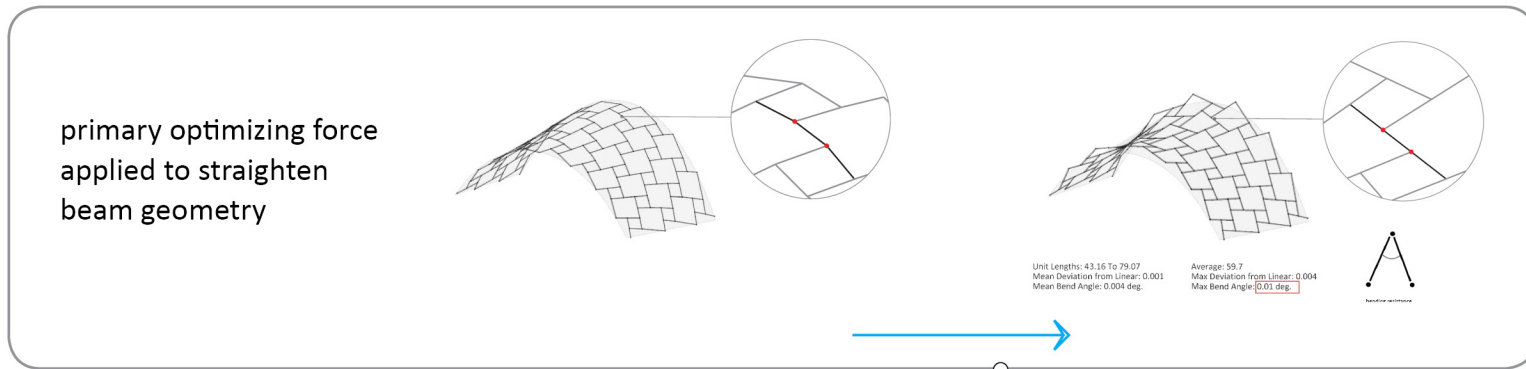 primary optimizing force
applied to straighten
beam geometry
Unit Lengths: 43.16 To 79.07
Mean Deviation from Linear: 0.001
Mean Bend Angle: 0.004 deg.
Average: 59.7
Max Deviation from Linear: 0.004
Max Bend Angle: 0.01 deg.
bending resistance